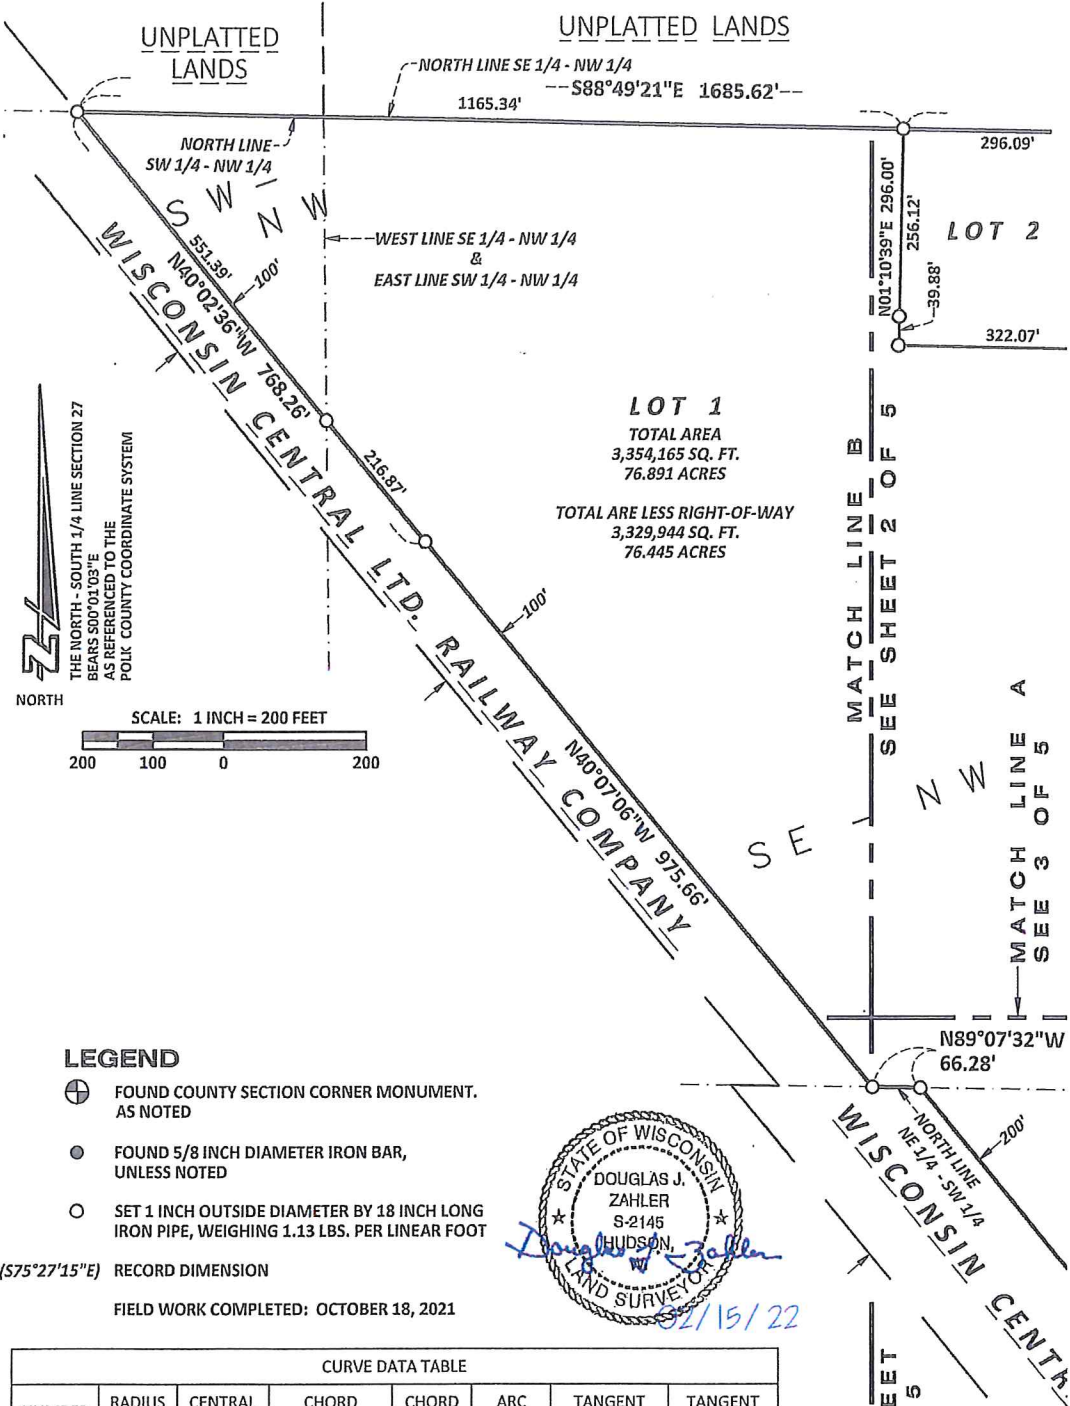 UNPLATTED
LANDS
UNPLATTED LANDS
NORTH LINE SE 1/4 - NW 1/4
S88°49'21"E 1685.62'
1165.34'
296.09'
NORTH LINE
SW 1/4 - NW 1/4
S W - N W
551.39'
N40°02'36"W 768.26'
100'
WEST LINE SE 1/4 - NW 1/4
&
EAST LINE SW 1/4 - NW 1/4
N01°10'39"E 296.00'
256.12'
39.88'
LOT 2
322.07'
216.87'
LOT 1
TOTAL AREA
3,354,165 SQ. FT.
76.891 ACRES
TOTAL ARE LESS RIGHT-OF-WAY
3,329,944 SQ. FT.
76.445 ACRES
MATCH LINE B
SEE SHEET 2 OF 5
THE NORTH - SOUTH 1/4 LINE SECTION 27
BEARS S00°01'03"E
AS REFERENCED TO THE
POLK COUNTY COORDINATE SYSTEM
N
NORTH
SCALE: 1 INCH = 200 FEET
200 100 0 200
WISCONSIN CENTRAL LTD. RAILWAY COMPANY
100'
N40°07'06"W 975.66'
SE - NW
MATCH LINE A
SEE 3 OF 5
N89°07'32"W
66.28'
NORTH LINE
NE 1/4 - SW 1/4
200'
WISCONSIN CENTR
LEGEND
FOUND COUNTY SECTION CORNER MONUMENT.
AS NOTED
FOUND 5/8 INCH DIAMETER IRON BAR,
UNLESS NOTED
SET 1 INCH OUTSIDE DIAMETER BY 18 INCH LONG
IRON PIPE, WEIGHING 1.13 LBS. PER LINEAR FOOT
(S75°27'15"E) RECORD DIMENSION
FIELD WORK COMPLETED: OCTOBER 18, 2021
STATE OF WISCONSIN
DOUGLAS J.
ZAHLER
S-2145
HUDSON,
WI
LAND SURVEYOR
Douglas J. Zahler
02/15/22
EET
5
CURVE DATA TABLE
RADIUS CENTRAL CHORD CHORD ARC TANGENT TANGENT